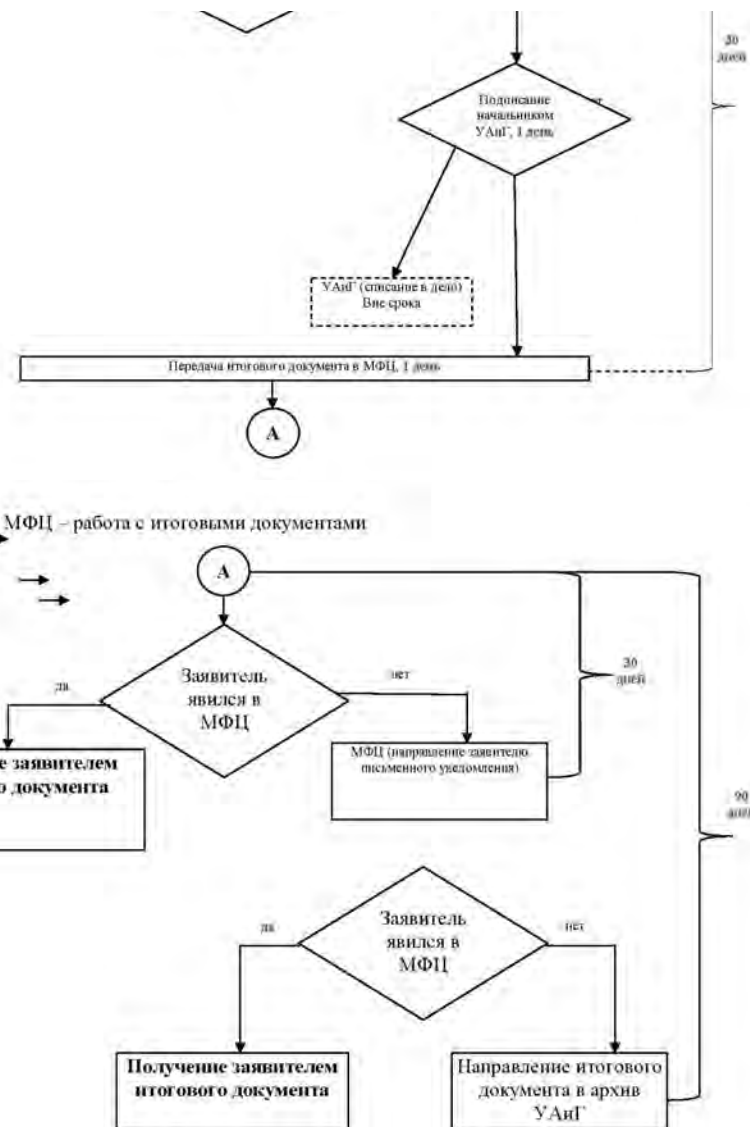 30
дней
Подписание
начальником
УАиГ, 1 день
УАиГ (списание в дело)
Вне срока
Передача итогового документа в МФЦ, 1 день
А
МФЦ – работа с итоговыми документами
А
Заявитель
явился в
МФЦ
да
нет
30
дней
е заявителем
о документа
МФЦ (направление заявителю
письменного уведомления)
90
дней
Заявитель
явился в
МФЦ
да
нет
Получение заявителем
итогового документа
Направление итогового
документа в архив
УАиГ